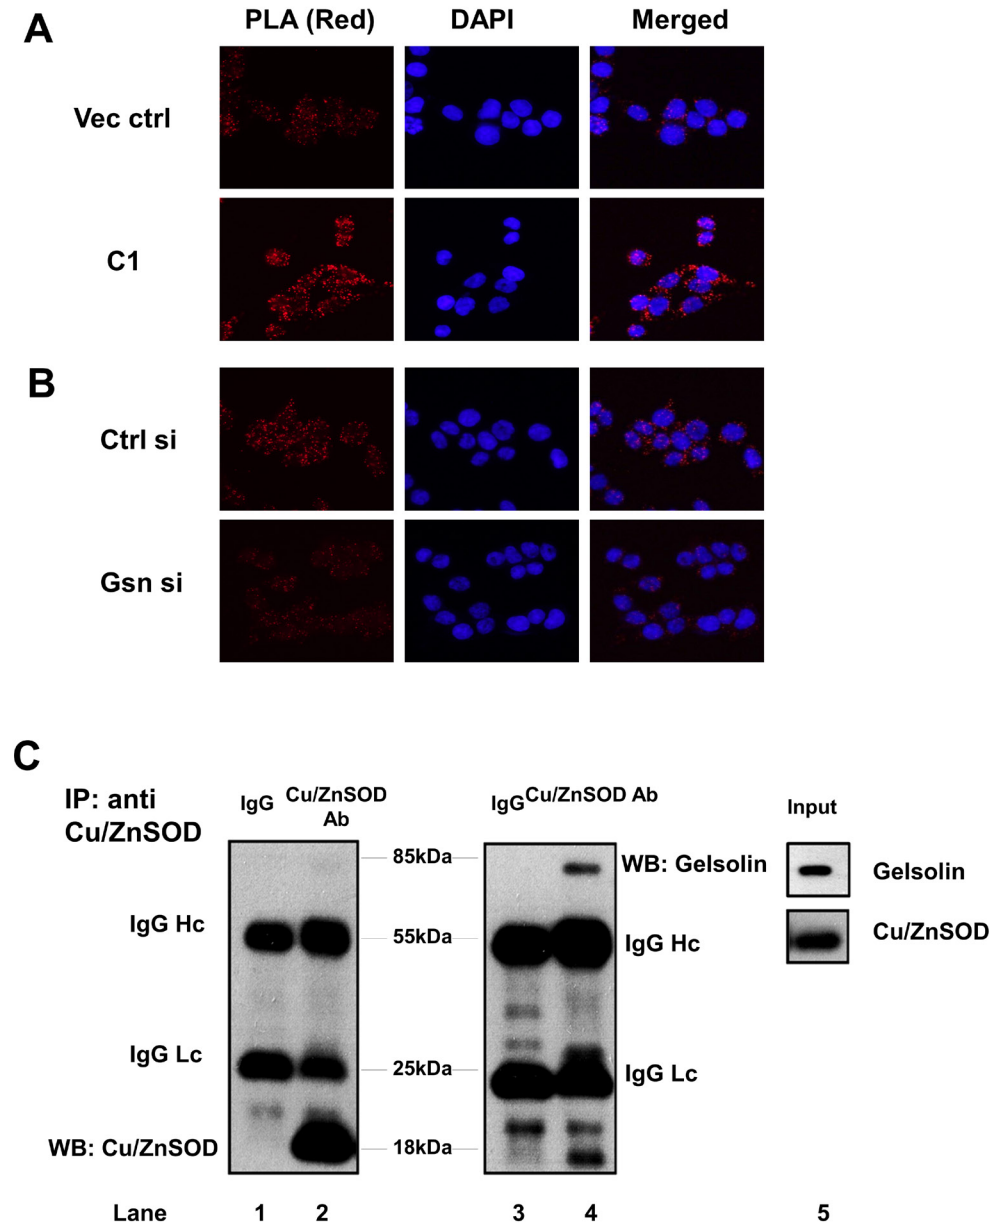 A
PLA (Red) DAPI Merged
Vec ctrl
C1
B
Ctrl si
Gsn si
C
IP: anti
Cu/ZnSOD
IgG Cu/ZnSOD
Ab
IgG Cu/ZnSOD Ab
Input
85kDa
WB: Gelsolin
Gelsolin
IgG Hc
55kDa
IgG Hc
Cu/ZnSOD
IgG Lc
25kDa
IgG Lc
WB: Cu/ZnSOD
18kDa
Lane 1 2 3 4 5